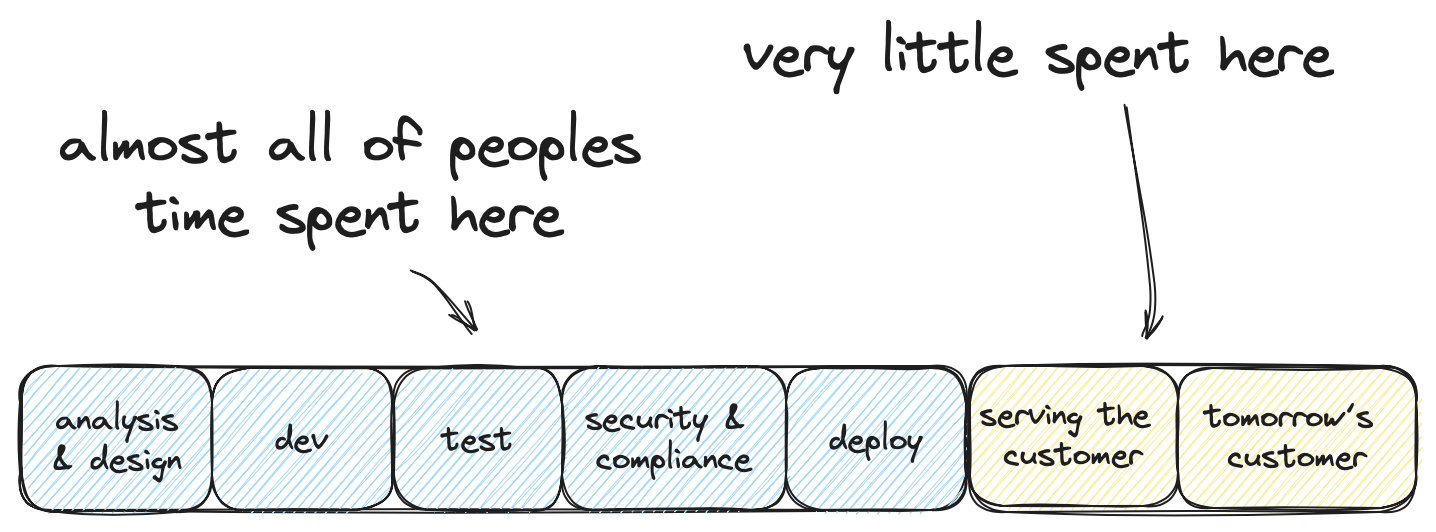 very little spent here
almost all of peoples
time spent here
analysis
& design
dev
test
security &
compliance
deploy
serving the
customer
tomorrow's
customer